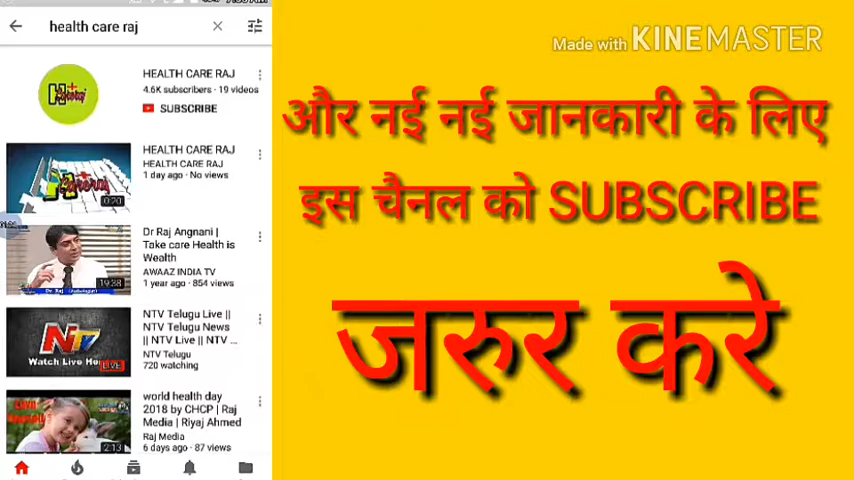 health care raj
HEALTH CARE RAJ
4.6K subscribers · 19 videos
SUBSCRIBE
HEALTH CARE RAJ
HEALTH CARE RAJ
1 day ago · No views
0:20
Dr Raj Angnani |
Take care Health is
Wealth
AWAAZ INDIA TV
1 year ago · 854 views
19:38
NTV Telugu Live ||
NTV Telugu News
|| NTV Live || NTV ...
NTV Telugu
720 watching
NTV
Watch Live
LIVE
world health day
2018 by CHCP | Raj
Media | Riyaj Ahmed
Raj Media
6 days ago · 87 views
2:13
Made with KINEMASTER
और नई नई जानकारी के लिए
इस चैनल को SUBSCRIBE
जरुर करे